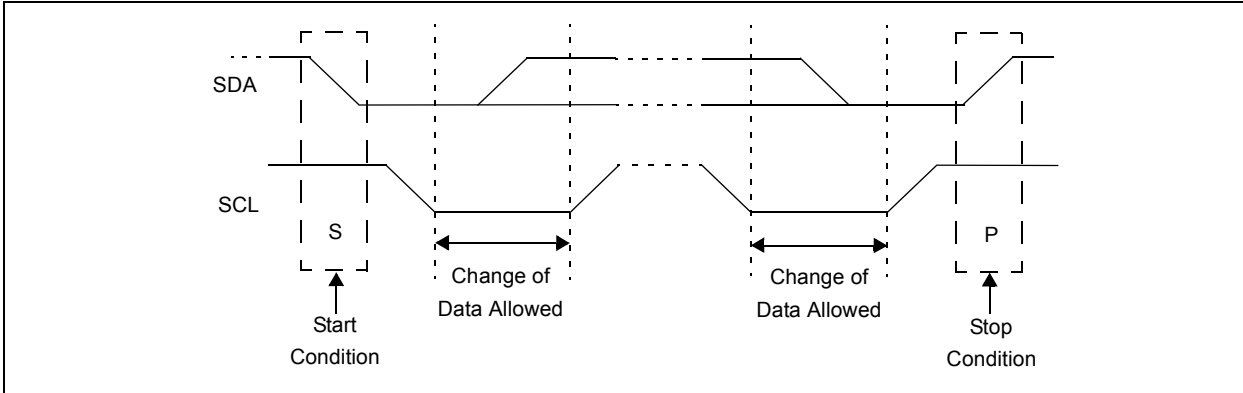 SDA
SCL
S
P
Change of
Data Allowed
Change of
Data Allowed
Start
Condition
Stop
Condition